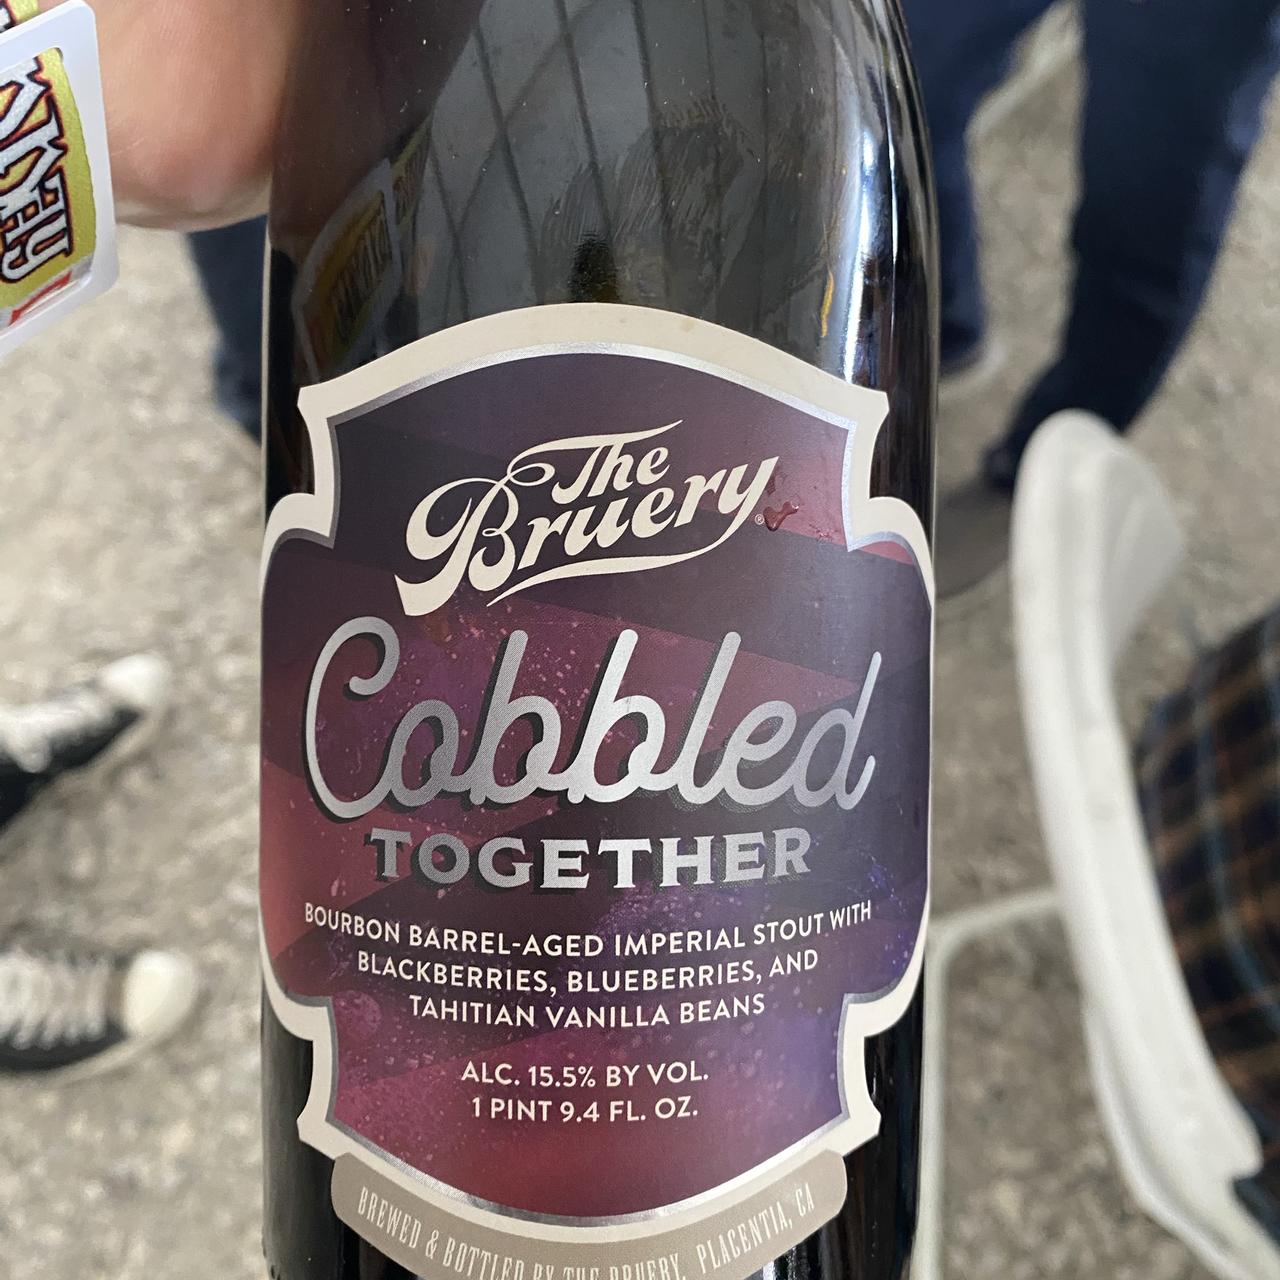 The
Bruery®
Cobbled
TOGETHER
BOURBON BARREL-AGED IMPERIAL STOUT WITH
BLACKBERRIES, BLUEBERRIES, AND
TAHITIAN VANILLA BEANS
ALC. 15.5% BY VOL.
1 PINT 9.4 FL. OZ.
BREWED & BOTTLED BY THE BRUERY, PLACENTIA, CA